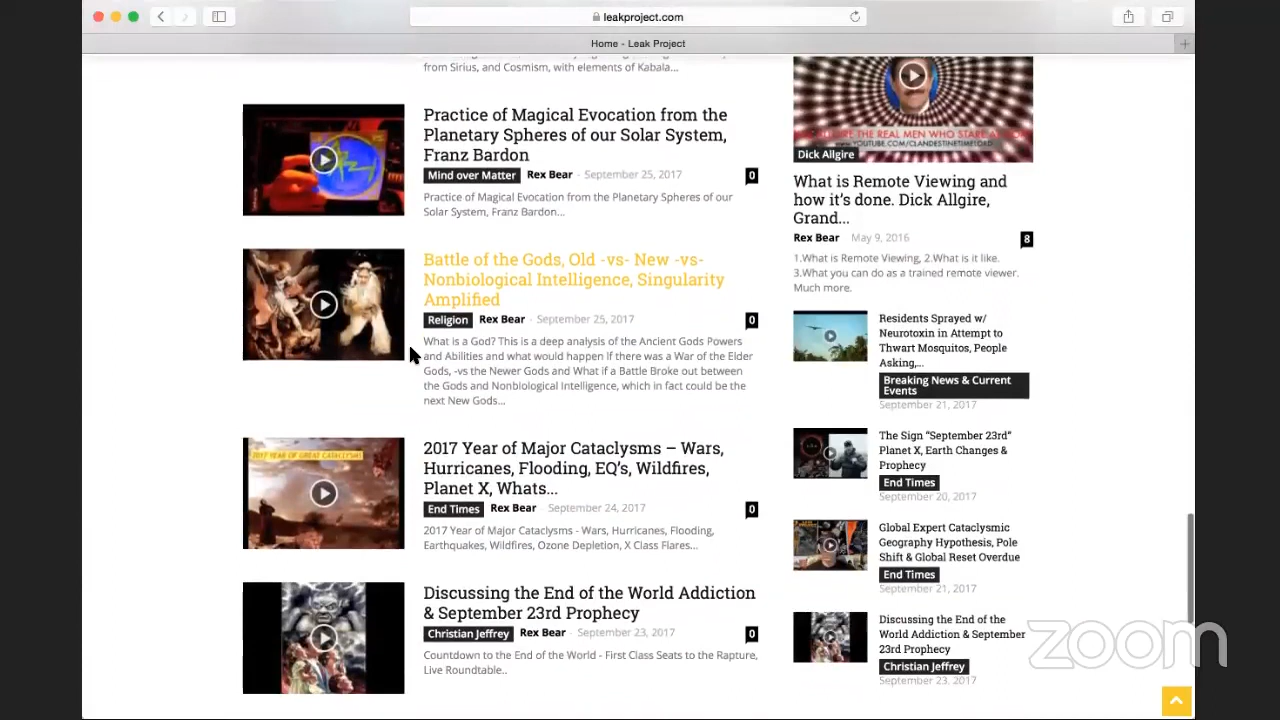 leakproject.com
Home - Leak Project
from Sirius, and Cosmism, with elements of Kabala...
Practice of Magical Evocation from the
Planetary Spheres of our Solar System,
Franz Bardon
Mind over Matter Rex Bear - September 25, 2017 0
Practice of Magical Evocation from the Planetary Spheres of our
Solar System, Franz Bardon...
Battle of the Gods, Old -vs- New -vs-
Nonbiological Intelligence, Singularity
Amplified
Religion Rex Bear - September 25, 2017 0
What is a God? This is a deep analysis of the Ancient Gods Powers
and Abilities and what would happen if there was a War of the Elder
Gods, -vs the Newer Gods and What if a Battle Broke out between
the Gods and Nonbiological Intelligence, which in fact could be the
next New Gods...
2017 YEAR OF GREAT CATACLYSMS
2017 Year of Major Cataclysms – Wars,
Hurricanes, Flooding, EQ's, Wildfires,
Planet X, Whats...
End Times Rex Bear - September 24, 2017 0
2017 Year of Major Cataclysms - Wars, Hurricanes, Flooding,
Earthquakes, Wildfires, Ozone Depletion, X Class Flares...
Discussing the End of the World Addiction
& September 23rd Prophecy
Christian Jeffrey Rex Bear - September 23, 2017 0
Countdown to the End of the World - First Class Seats to the Rapture,
Live Roundtable..
THE REAL MEN WHO STARE
YOUTUBE.COM/CLANDESTINETIMELORD
Dick Allgire
What is Remote Viewing and
how it's done. Dick Allgire,
Grand...
Rex Bear May 9, 2016 8
1.What is Remote Viewing, 2.What is it like.
3.What you can do as a trained remote viewer.
Much more.
Residents Sprayed w/
Neurotoxin in Attempt to
Thwart Mosquitos, People
Asking,...
Breaking News & Current
Events
September 21, 2017
The Sign “September 23rd”
Planet X, Earth Changes &
Prophecy
End Times
September 20, 2017
Global Expert Cataclysmic
Geography Hypothesis, Pole
Shift & Global Reset Overdue
End Times
September 21, 2017
Discussing the End of the
World Addiction & September
23rd Prophecy
Christian Jeffrey
September 23, 2017
zoom